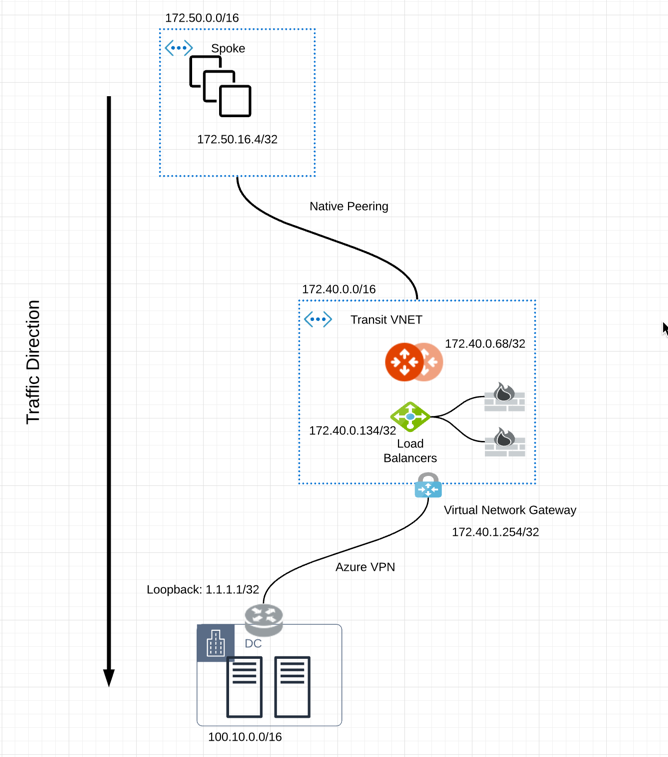 172.50.0.0/16
Spoke
172.50.16.4/32
Native Peering
172.40.0.0/16
Transit VNET
172.40.0.68/32
172.40.0.134/32
Load
Balancers
Virtual Network Gateway
172.40.1.254/32
Azure VPN
Loopback: 1.1.1.1/32
DC
100.10.0.0/16
Traffic Direction